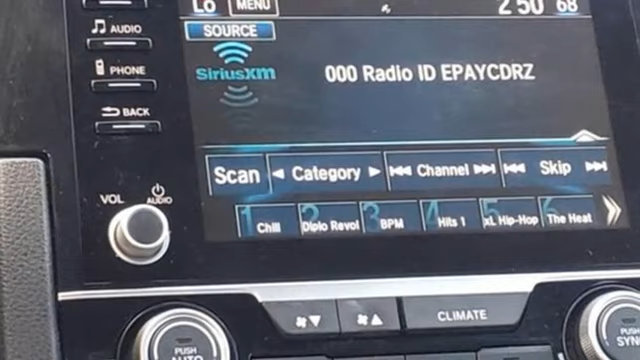 Lo MENU 2 50 68
AUDIO SOURCE
SiriusXM 000 Radio ID EPAYCDRZ
PHONE
BACK
Scan Category Channel Skip
VOL AUDIO
1 Chill 2 Diplo Revol 3 BPM 4 Hits 1 5 xL Hip-Hop 6 The Heat
CLIMATE
PUSH AUTO PUSH